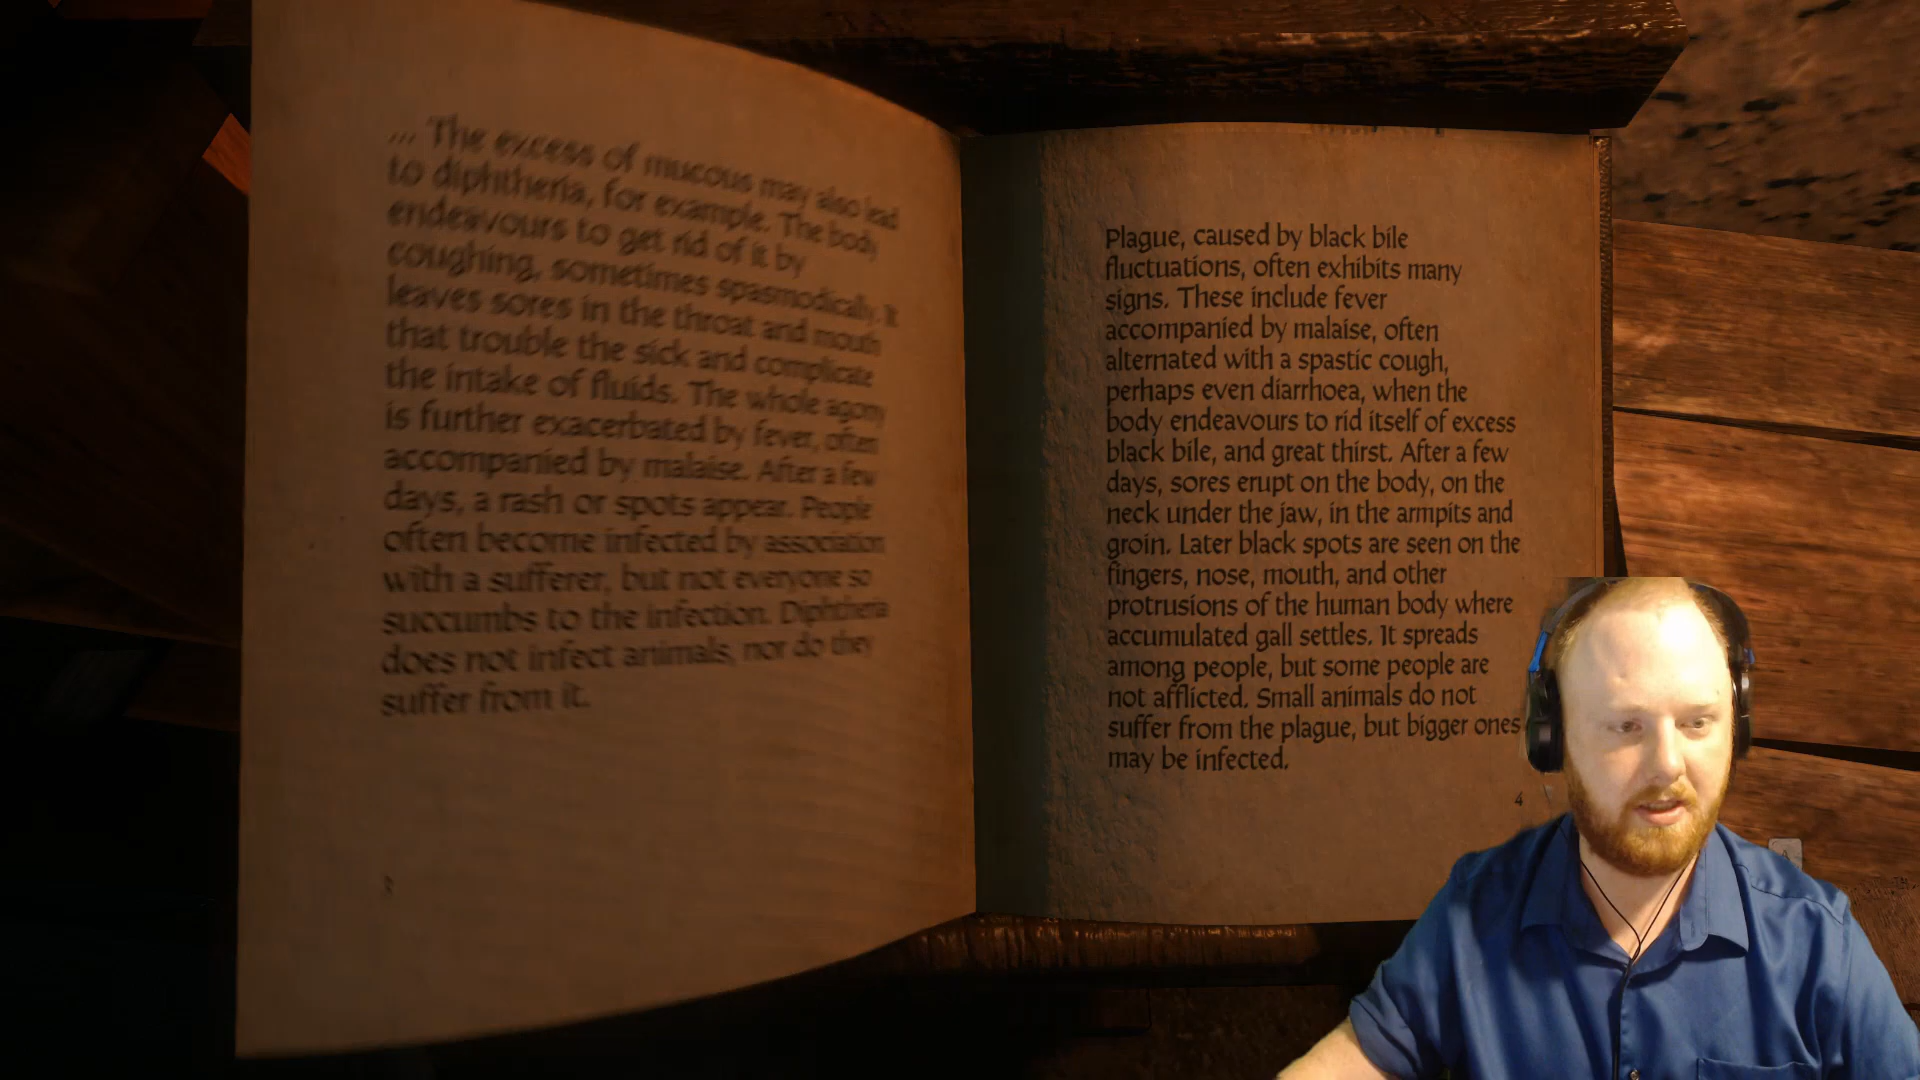 ... The excess of mucous may also lead
to diphtheria, for example. The body
endeavours to get rid of it by
coughing, sometimes spasmodically. It
leaves sores in the throat and mouth
that trouble the sick and complicate
the intake of fluids. The whole agony
is further exacerbated by fever, often
accompanied by malaise. After a few
days, a rash or spots appear. People
often become infected by association
with a sufferer, but not everyone so
succumbs to the infection. Diphtheria
does not infect animals, nor do they
suffer from it.
3
Plague, caused by black bile
fluctuations, often exhibits many
signs. These include fever
accompanied by malaise, often
alternated with a spastic cough,
perhaps even diarrhoea, when the
body endeavours to rid itself of excess
black bile, and great thirst. After a few
days, sores erupt on the body, on the
neck under the jaw, in the armpits and
groin. Later black spots are seen on the
fingers, nose, mouth, and other
protrusions of the human body where
accumulated gall settles. It spreads
among people, but some people are
not afflicted. Small animals do not
suffer from the plague, but bigger ones
may be infected.
4